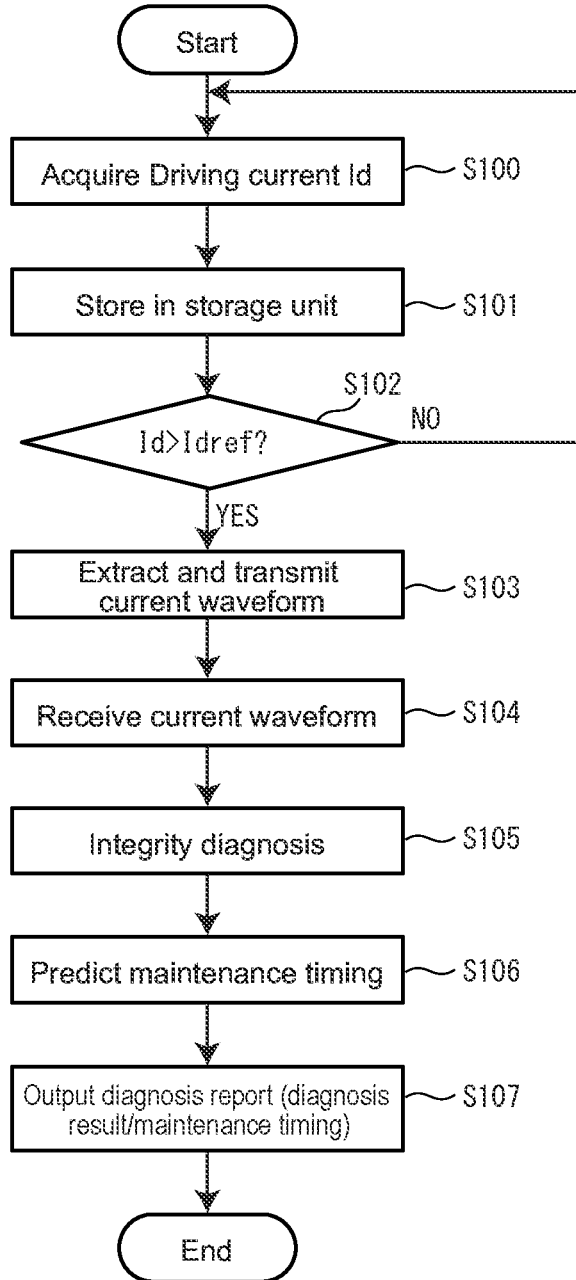 Start
Acquire Driving current Id
S100
Store in storage unit
S101
S102
Id>Idref?
NO
YES
Extract and transmit
current waveform
S103
Receive current waveform
S104
Integrity diagnosis
S105
Predict maintenance timing
S106
Output diagnosis report (diagnosis
result/maintenance timing)
S107
End